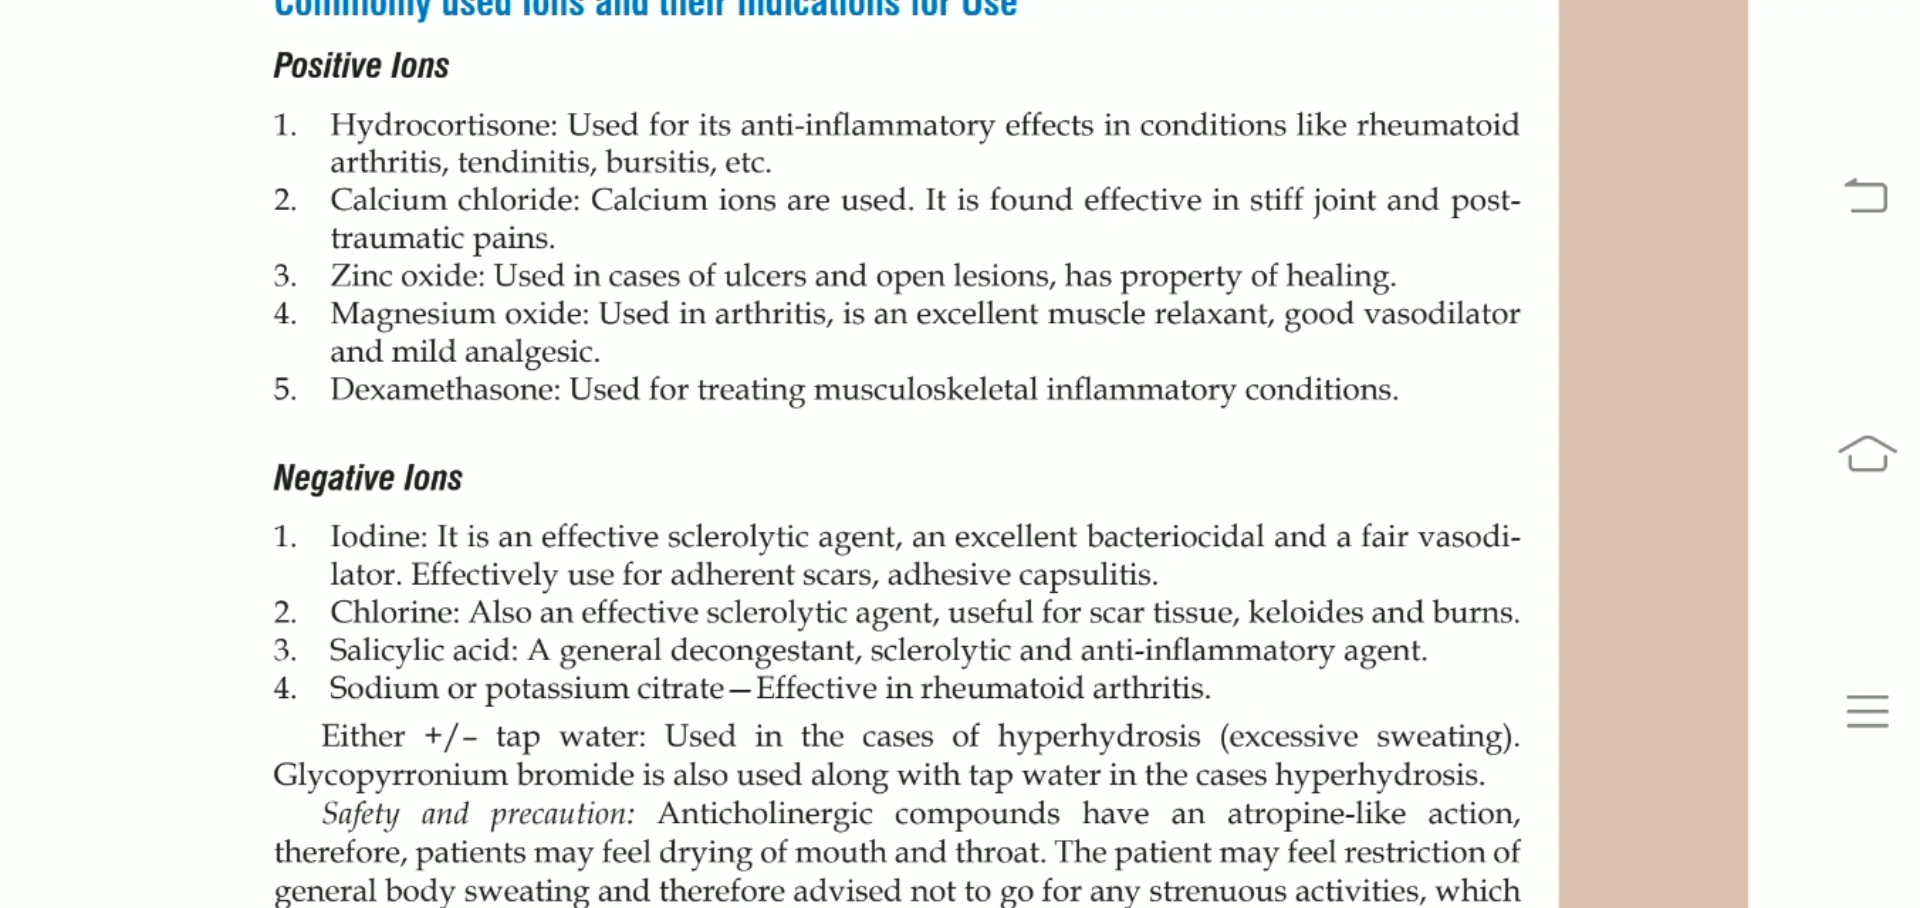 Commonly used Ions and their Indications for Use
Positive Ions
1. Hydrocortisone: Used for its anti-inflammatory effects in conditions like rheumatoid
arthritis, tendinitis, bursitis, etc.
2. Calcium chloride: Calcium ions are used. It is found effective in stiff joint and post-
traumatic pains.
3. Zinc oxide: Used in cases of ulcers and open lesions, has property of healing.
4. Magnesium oxide: Used in arthritis, is an excellent muscle relaxant, good vasodilator
and mild analgesic.
5. Dexamethasone: Used for treating musculoskeletal inflammatory conditions.
Negative Ions
1. Iodine: It is an effective sclerolytic agent, an excellent bacteriocidal and a fair vasodi-
lator. Effectively use for adherent scars, adhesive capsulitis.
2. Chlorine: Also an effective sclerolytic agent, useful for scar tissue, keloides and burns.
3. Salicylic acid: A general decongestant, sclerolytic and anti-inflammatory agent.
4. Sodium or potassium citrate—Effective in rheumatoid arthritis.
Either +/– tap water: Used in the cases of hyperhydrosis (excessive sweating).
Glycopyrronium bromide is also used along with tap water in the cases hyperhydrosis.
Safety and precaution: Anticholinergic compounds have an atropine-like action,
therefore, patients may feel drying of mouth and throat. The patient may feel restriction of
general body sweating and therefore advised not to go for any strenuous activities, which